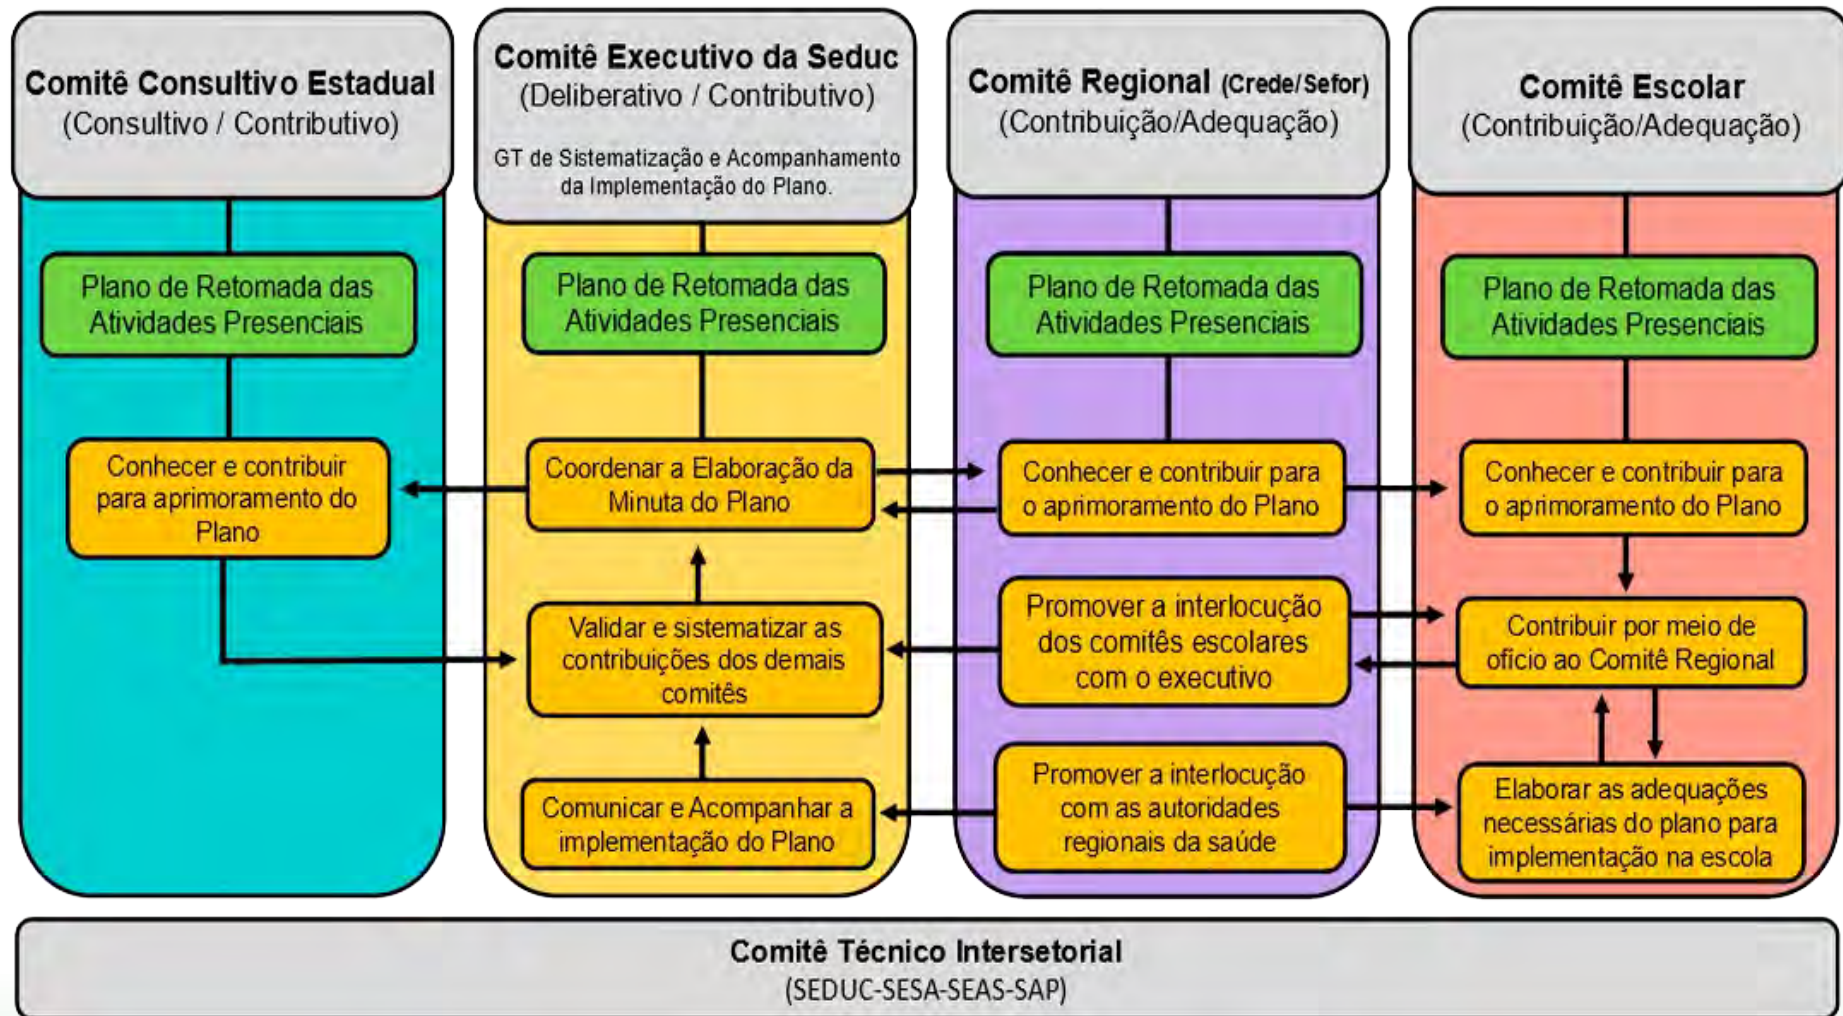 Comitê Consultivo Estadual
(Consultivo / Contributivo)
Comitê Executivo da Seduc
(Deliberativo / Contributivo)
GT de Sistematização e Acompanhamento
da Implementação do Plano.
Comitê Regional (Crede/Sefor)
(Contribuição/Adequação)
Comitê Escolar
(Contribuição/Adequação)
Plano de Retomada das
Atividades Presenciais
Plano de Retomada das
Atividades Presenciais
Plano de Retomada das
Atividades Presenciais
Plano de Retomada das
Atividades Presenciais
Conhecer e contribuir
para aprimoramento do
Plano
Coordenar a Elaboração da
Minuta do Plano
Conhecer e contribuir para
o aprimoramento do Plano
Conhecer e contribuir para
o aprimoramento do Plano
Validar e sistematizar as
contribuições dos demais
comitês
Promover a interlocução
dos comitês escolares
com o executivo
Contribuir por meio de
ofício ao Comitê Regional
Comunicar e Acompanhar a
implementação do Plano
Promover a interlocução
com as autoridades
regionais da saúde
Elaborar as adequações
necessárias do plano para
implementação na escola
Comitê Técnico Intersetorial
(SEDUC-SESA-SEAS-SAP)